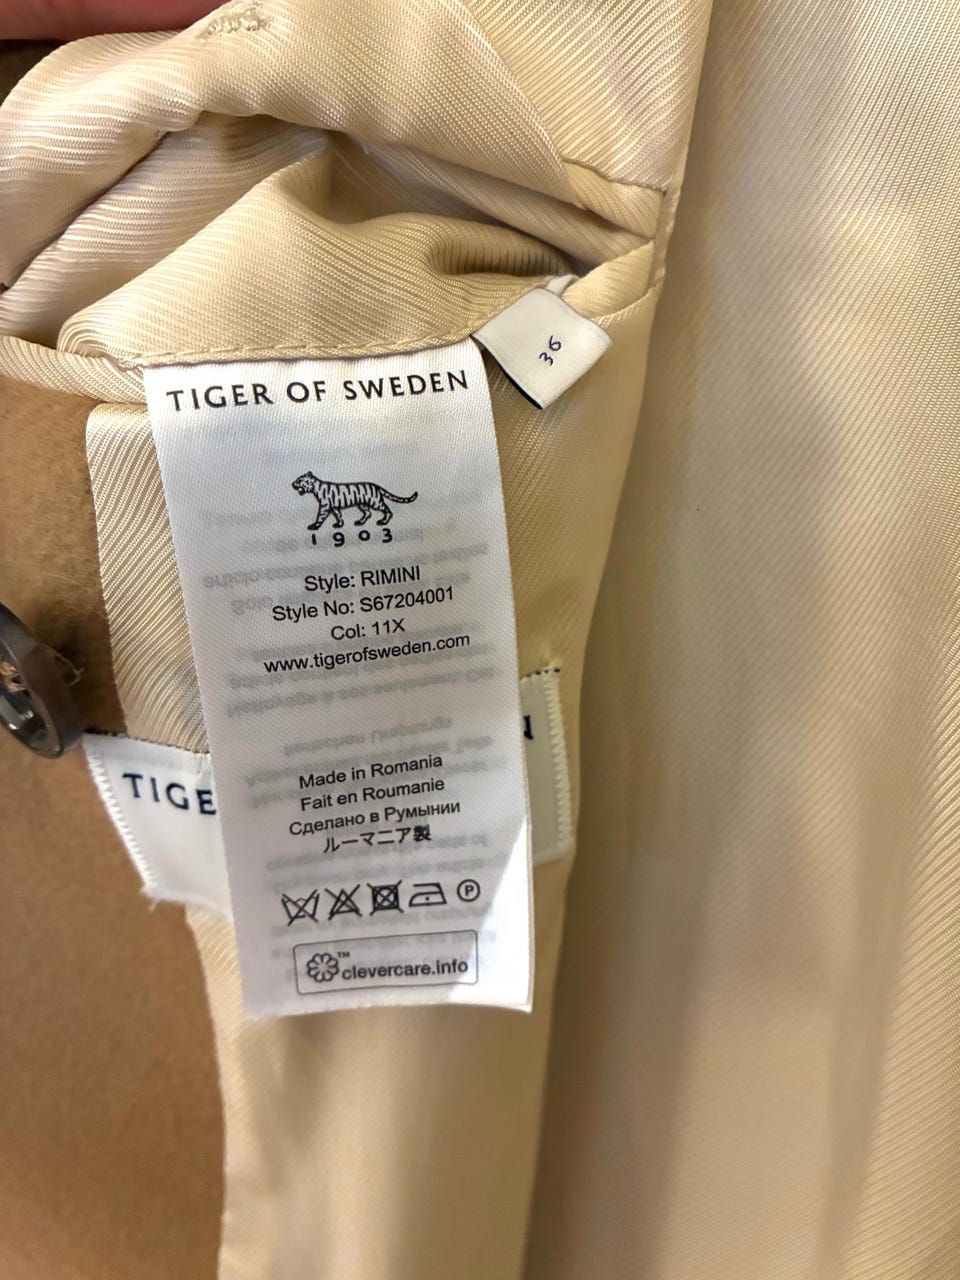 36
TIGER OF SWEDEN
1903
Style: RIMINI
Style No: S67204001
Col: 11X
www.tigerofsweden.com
Made in Romania
Fait en Roumanie
Сделано в Румынии
ルーマニア製
P
™
clevercare.info
TIGE
N